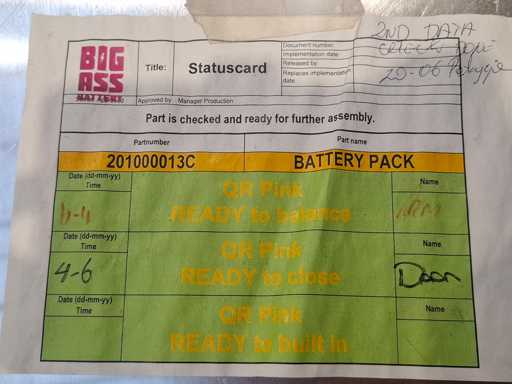 2ND DATA
20-06
BIG
ASS
BATTERY
Title:
Statuscard
Document number:
Implementation date:
Released by:
Replaces implementation
date:
Approved by
Manager Production
Part is checked and ready for further assembly.
Partnumber
Part name
201000013C
BATTERY PACK
Date (dd-mm-yy)
Time
QR Pink
READY to balance
Name
Date (dd-mm-yy)
Time
4-6
QR Pink
READY to close
Name
Daan
Date (dd-mm-yy)
Time
QR Pink
READY to built in
Name